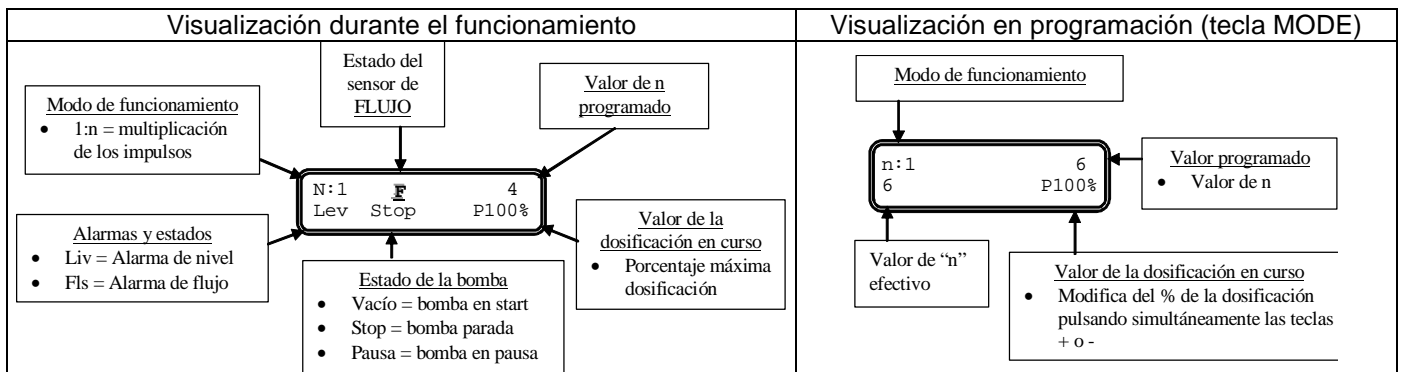 Visualización durante el funcionamiento
Visualización en programación (tecla MODE)
Estado del
sensor de
FLUJO
Valor de n
programado
Modo de funcionamiento
• 1:n = multiplicación
de los impulsos
N:1 F 4
Lev Stop P100%
Alarmas y estados
• Liv = Alarma de nivel
• Fls = Alarma de flujo
Estado de la bomba
• Vacío = bomba en start
• Stop = bomba parada
• Pausa = bomba en pausa
Valor de la
dosificación en curso
• Porcentaje máxima
dosificación
Modo de funcionamiento
n:1 6
6 P100%
Valor programado
• Valor de n
Valor de “n”
efectivo
Valor de la dosificación en curso
• Modifica del % de la dosificación
pulsando simultáneamente las teclas
+ o -